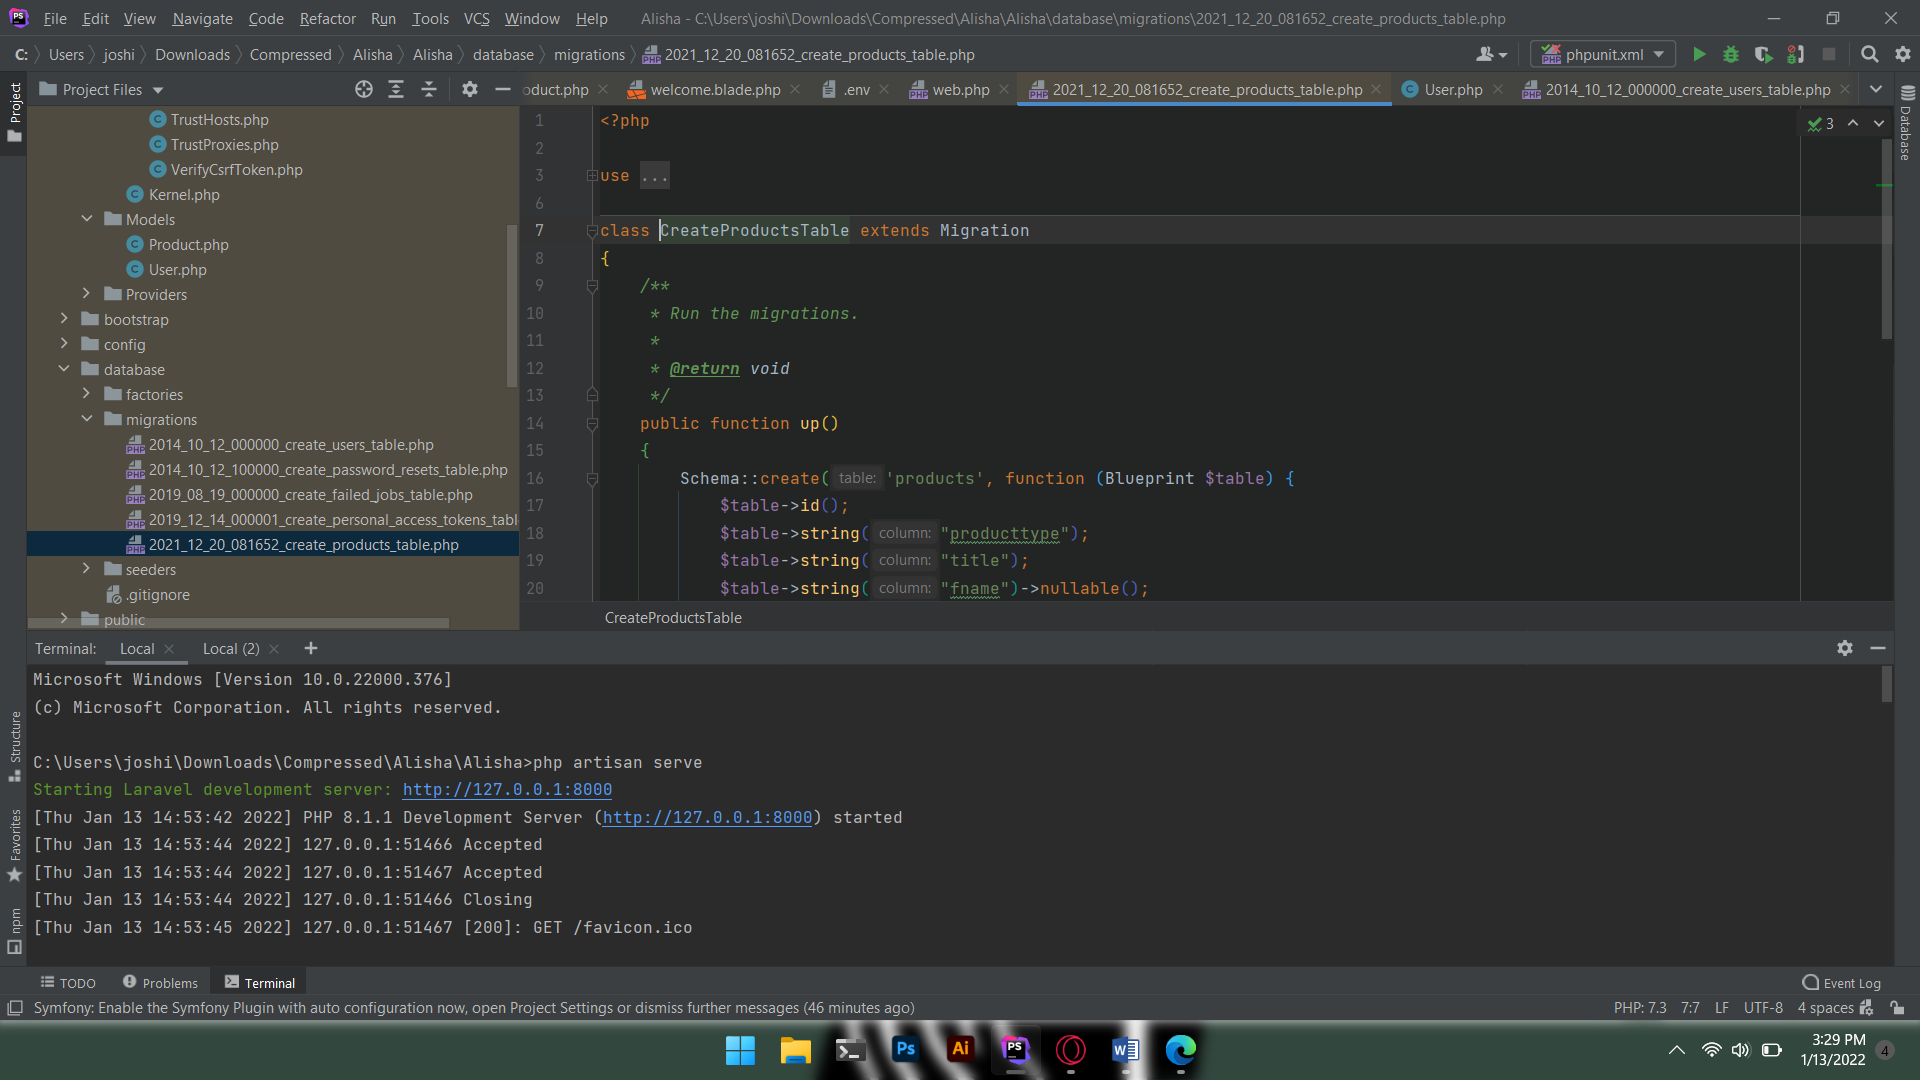 File Edit View Navigate Code Refactor Run Tools VCS Window Help Alisha - C:\Users\joshi\Downloads\Compressed\Alisha\Alisha\database\migrations\2021_12_20_081652_create_products_table.php
C: Users joshi Downloads Compressed Alisha Alisha database migrations 2021_12_20_081652_create_products_table.php phpunit.xml
Project
Project Files
oduct.php welcome.blade.php .env web.php 2021_12_20_081652_create_products_table.php User.php 2014_10_12_000000_create_users_table.php
Database
TrustHosts.php
TrustProxies.php
VerifyCsrfToken.php
Kernel.php
Models
Product.php
User.php
Providers
bootstrap
config
database
factories
migrations
2014_10_12_000000_create_users_table.php
2014_10_12_100000_create_password_resets_table.php
2019_08_19_000000_create_failed_jobs_table.php
2019_12_14_000001_create_personal_access_tokens_tabl
2021_12_20_081652_create_products_table.php
seeders
.gitignore
public
3
1 <?php
2
3 use ...
6
7 class CreateProductsTable extends Migration
8 {
9 /**
10 * Run the migrations.
11 *
12 * @return void
13 */
14 public function up()
15 {
16 Schema::create( table: 'products', function (Blueprint $table) {
17 $table->id();
18 $table->string( column: "producttype");
19 $table->string( column: "title");
20 $table->string( column: "fname")->nullable();
CreateProductsTable
Terminal: Local Local (2)
Microsoft Windows [Version 10.0.22000.376]
(c) Microsoft Corporation. All rights reserved.
C:\Users\joshi\Downloads\Compressed\Alisha\Alisha>php artisan serve
Starting Laravel development server: http://127.0.0.1:8000
[Thu Jan 13 14:53:42 2022] PHP 8.1.1 Development Server (http://127.0.0.1:8000) started
[Thu Jan 13 14:53:44 2022] 127.0.0.1:51466 Accepted
[Thu Jan 13 14:53:44 2022] 127.0.0.1:51467 Accepted
[Thu Jan 13 14:53:44 2022] 127.0.0.1:51466 Closing
[Thu Jan 13 14:53:45 2022] 127.0.0.1:51467 [200]: GET /favicon.ico
Structure
Favorites
npm
TODO Problems Terminal Event Log
Symfony: Enable the Symfony Plugin with auto configuration now, open Project Settings or dismiss further messages (46 minutes ago) PHP: 7.3 7:7 LF UTF-8 4 spaces
Ps Ai PS W
3:29 PM
1/13/2022 4